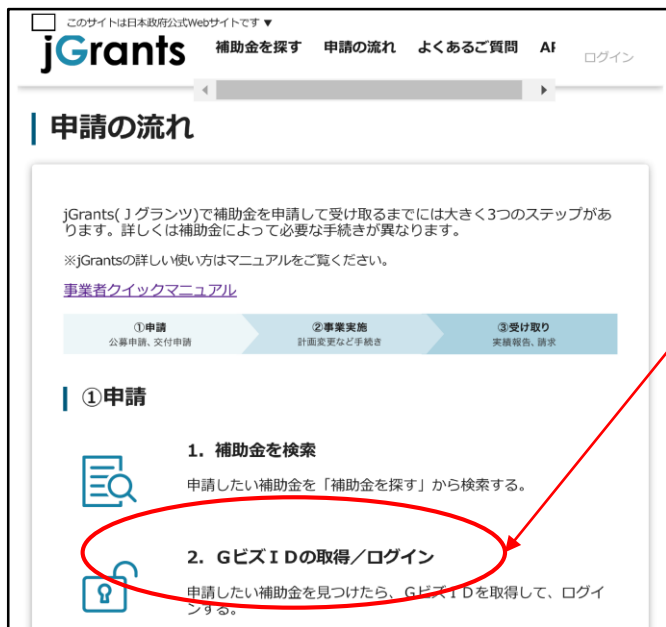 このサイトは日本政府公式Webサイトです ▼
jGrants 補助金を探す 申請の流れ よくあるご質問 ログイン
申請の流れ
jGrants(Ｊグランツ)で補助金を申請して受け取るまでには大きく3つのステップがあ
ります。詳しくは補助金によって必要な手続きが異なります。
※jGrantsの詳しい使い方はマニュアルをご覧ください。
事業者クイックマニュアル
①申請 ②事業実施 ③受け取り
公募申請、交付申請 計画変更など手続き 実績報告、請求
①申請
1. 補助金を検索
申請したい補助金を「補助金を探す」から検索する。
2. ＧビズＩＤの取得／ログイン
申請したい補助金を見つけたら、ＧビズＩＤを取得して、ログイ
ンする。